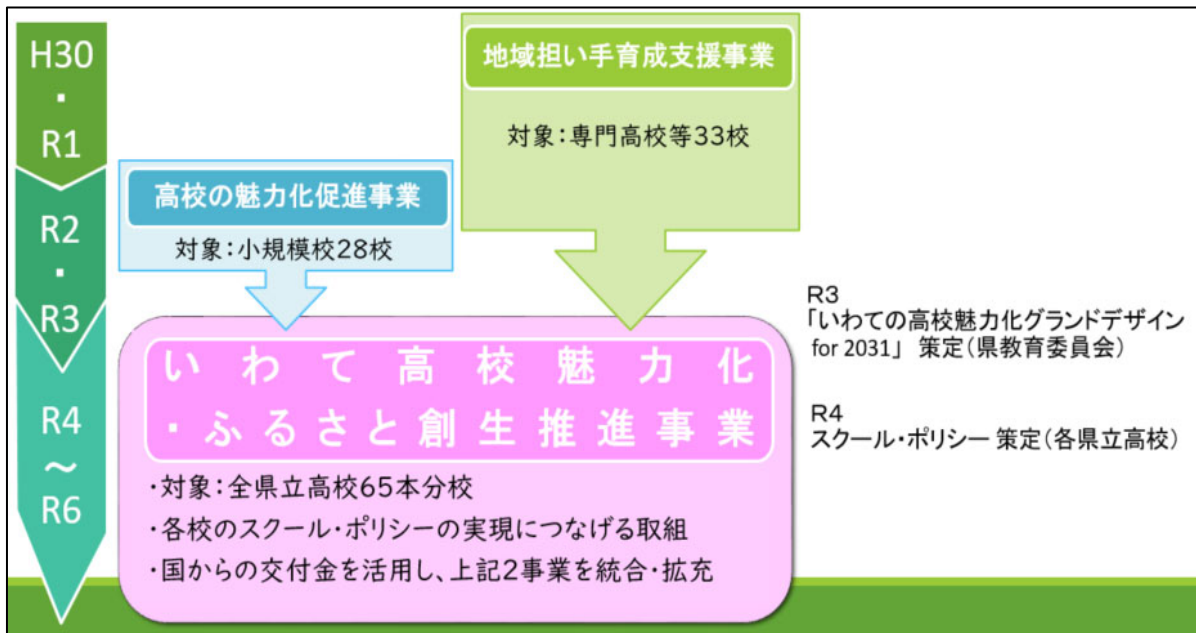 H30
・
R1
R2
・
R3
R4
～
R6
地域担い手育成支援事業
対象：専門高校等33校
高校の魅力化促進事業
対象：小規模校28校
いわて高校魅力化
・ふるさと創生推進事業
・対象：全県立高校65本分校
・各校のスクール・ポリシーの実現につなげる取組
・国からの交付金を活用し、上記2事業を統合・拡充
R3
「いわての高校魅力化グランドデザイン
for 2031」 策定（県教育委員会）
R4
スクール・ポリシー 策定（各県立高校）